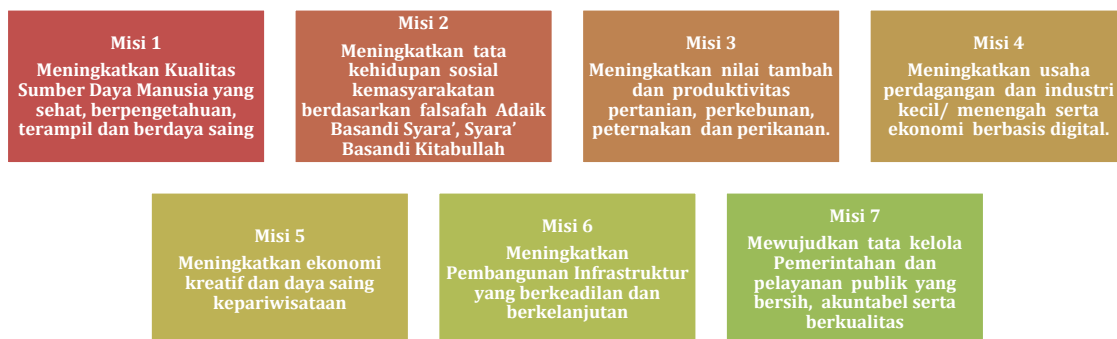 Misi 1
Meningkatkan Kualitas
Sumber Daya Manusia yang
sehat, berpengetahuan,
terampil dan berdaya saing
Misi 2
Meningkatkan tata
kehidupan sosial
kemasyarakatan
berdasarkan falsafah Adaik
Basandi Syara', Syara'
Basandi Kitabullah
Misi 3
Meningkatkan nilai tambah
dan produktivitas
pertanian, perkebunan,
peternakan dan perikanan.
Misi 4
Meningkatkan usaha
perdagangan dan industri
kecil/ menengah serta
ekonomi berbasis digital.
Misi 5
Meningkatkan ekonomi
kreatif dan daya saing
kepariwisataan
Misi 6
Meningkatkan
Pembangunan Infrastruktur
yang berkeadilan dan
berkelanjutan
Misi 7
Mewujudkan tata kelola
Pemerintahan dan
pelayanan publik yang
bersih, akuntabel serta
berkualitas